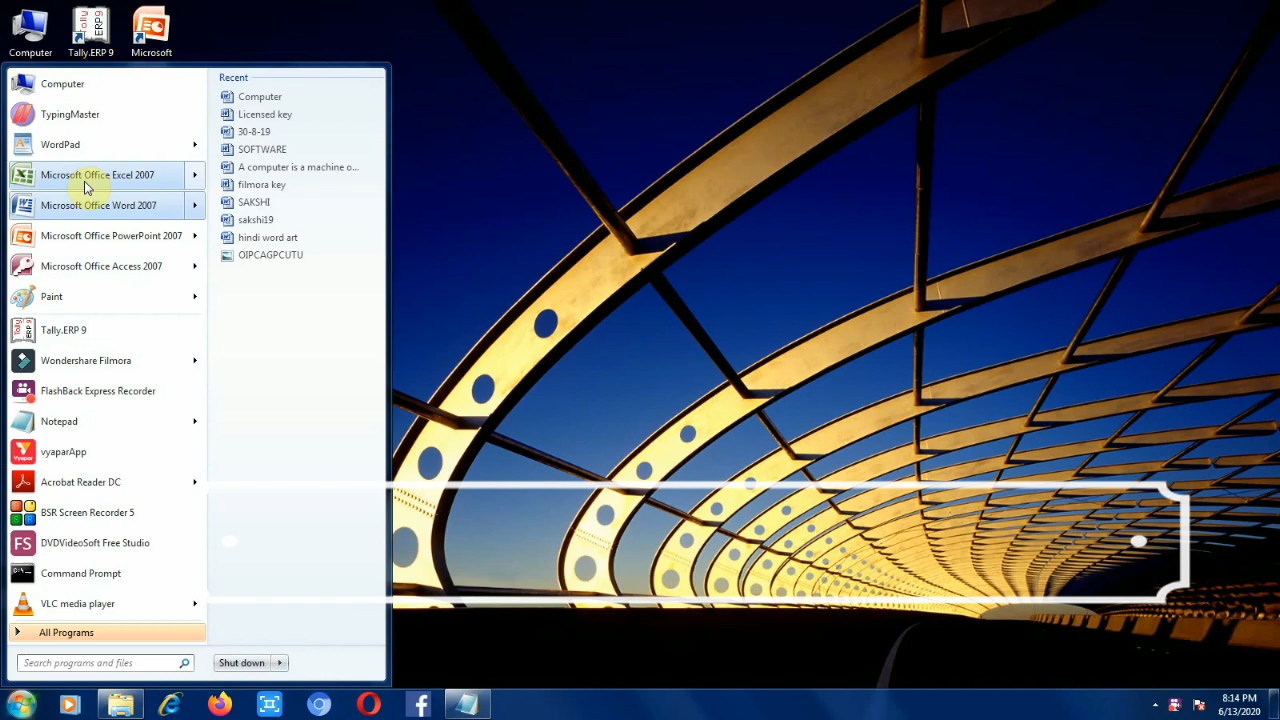 Computer
Tally.ERP 9
Microsoft
Computer
TypingMaster
WordPad
Microsoft Office Excel 2007
Microsoft Office Word 2007
Microsoft Office PowerPoint 2007
Microsoft Office Access 2007
Paint
Tally.ERP 9
Wondershare Filmora
FlashBack Express Recorder
Notepad
vyaparApp
Acrobat Reader DC
BSR Screen Recorder 5
DVDVideoSoft Free Studio
Command Prompt
VLC media player
All Programs
Search programs and files
Recent
Computer
Licensed key
30-8-19
SOFTWARE
A computer is a machine o...
filmora key
SAKSHI
sakshi19
hindi word art
OIPCAGPCUTU
Shut down
8:14 PM
6/13/2020